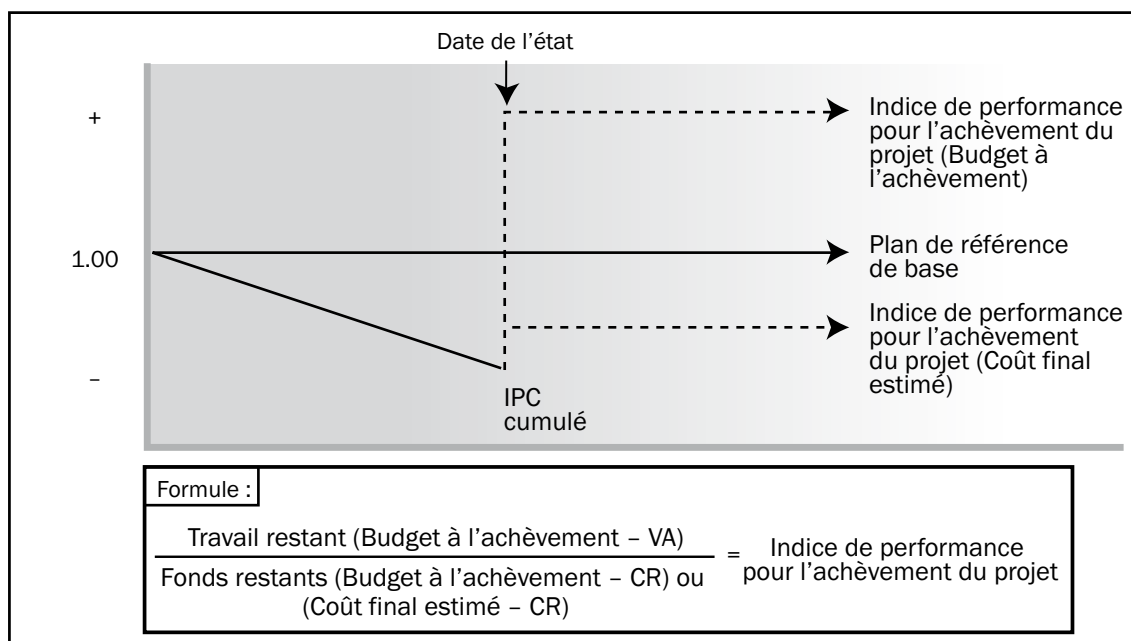 Date de l’état
+
Indice de performance
pour l’achèvement du
projet (Budget à
l’achèvement)
1.00
Plan de référence
de base
Indice de performance
pour l’achèvement
du projet (Coût final
estimé)
–
IPC
cumulé
Formule :
Travail restant (Budget à l’achèvement – VA)
Fonds restants (Budget à l’achèvement – CR) ou
(Coût final estimé – CR)
=
Indice de performance
pour l’achèvement du projet